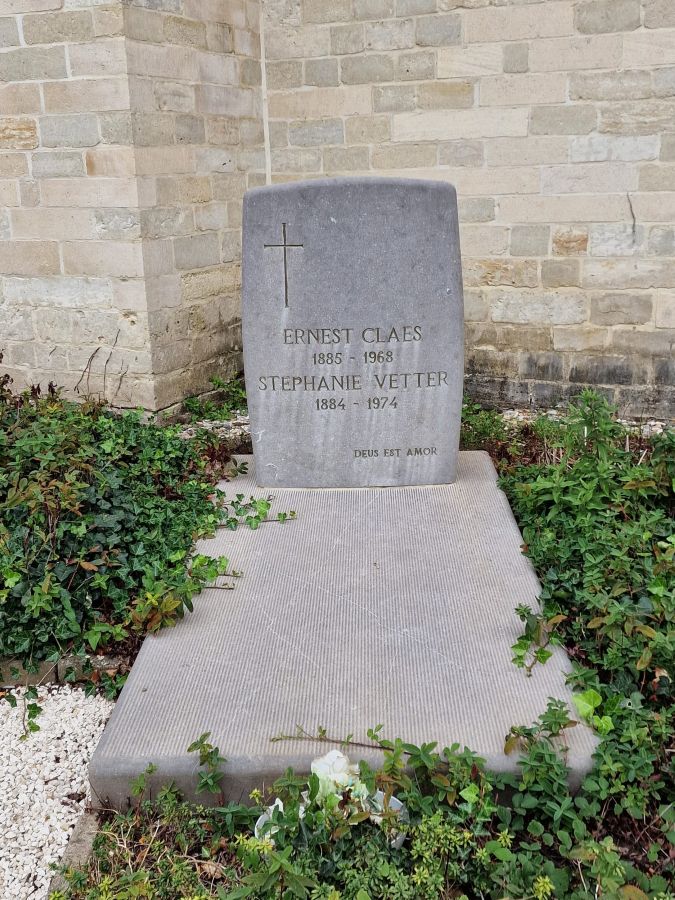 ERNEST CLAES
1885 - 1968
STEPHANIE VETTER
1884 - 1974
DEUS EST AMOR